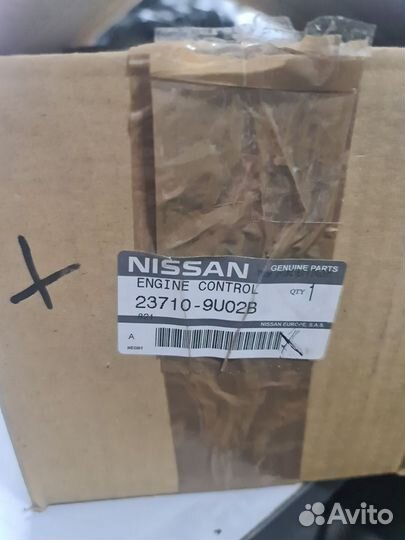 NISSAN
GENUINE PARTS
ENGINE CONTROL
QTY 1
23710-9U02B
NISSAN EUROPE, S.A.S.
A
X
X
Avito